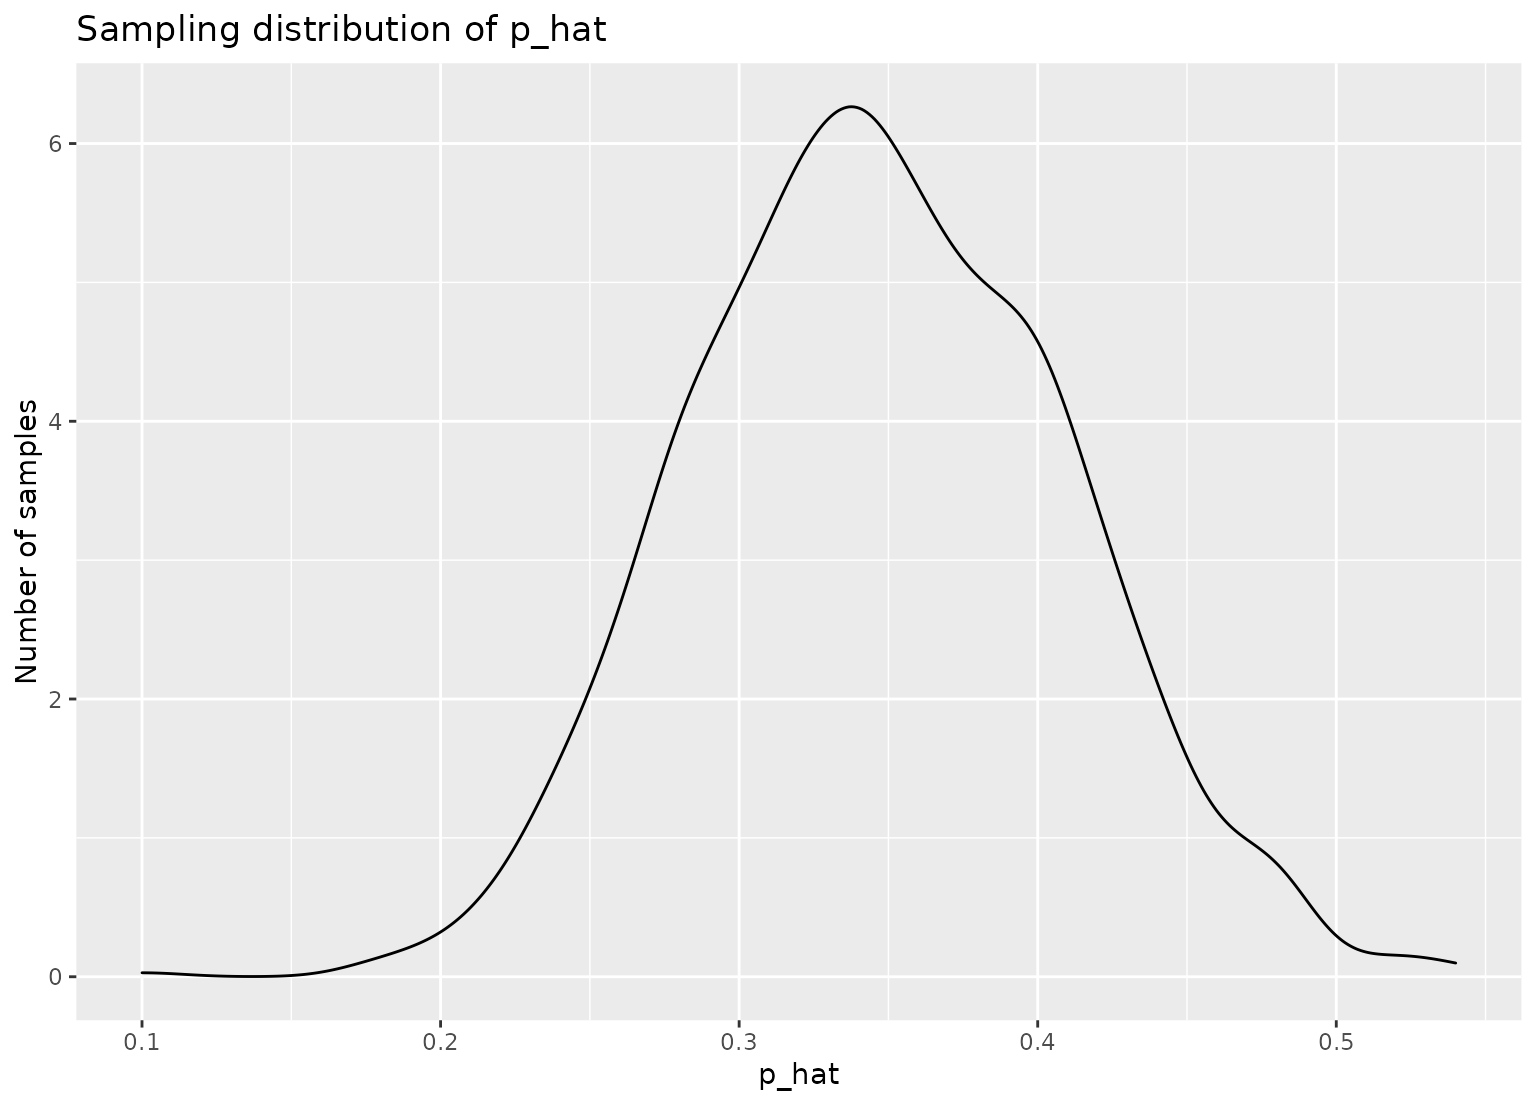 Sampling distribution of p_hat
6
4
2
0
Number of samples
0.1 0.2 0.3 0.4 0.5
p_hat